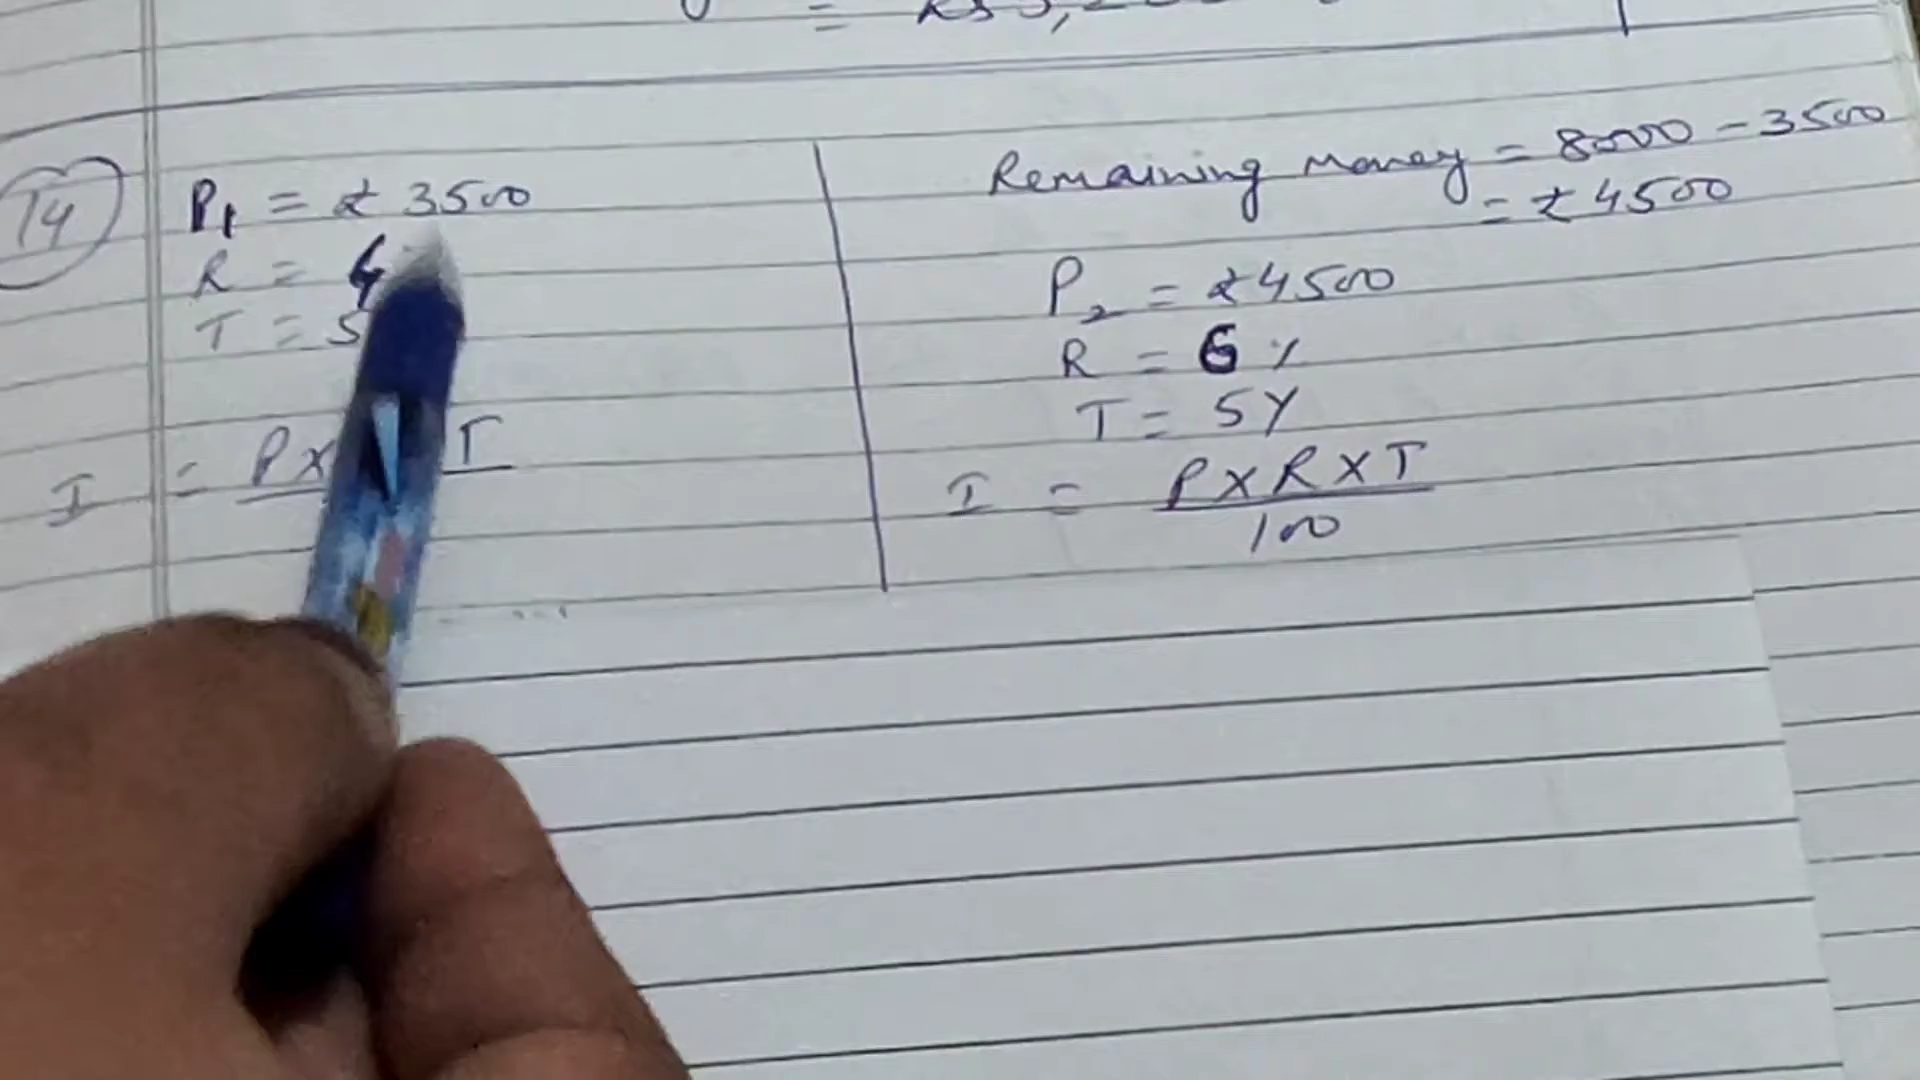 14
P₁ = ₹ 3500
R = 4
T = 5
I = P X T
Remaining Money = 8000 - 3500
= ₹ 4500
P₂ = ₹ 4500
R = 6 %
T = 5Y
I = P X R X T
100